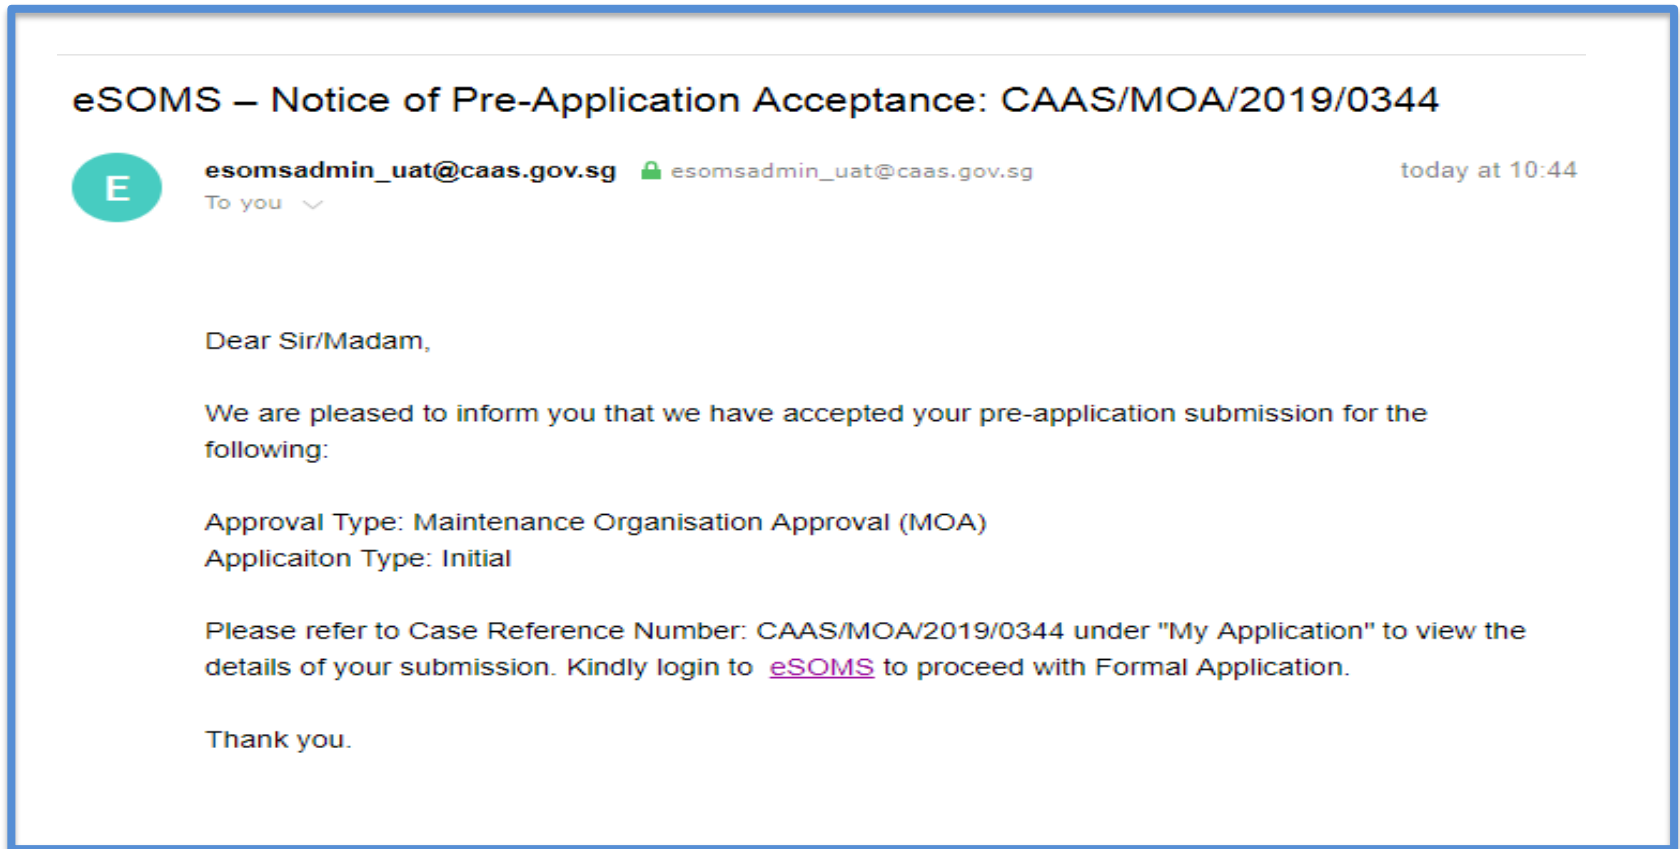 eSOMS – Notice of Pre-Application Acceptance: CAAS/MOA/2019/0344
E
esomsadmin_uat@caas.gov.sg esomsadmin_uat@caas.gov.sg today at 10:44
To you
Dear Sir/Madam,
We are pleased to inform you that we have accepted your pre-application submission for the
following:
Approval Type: Maintenance Organisation Approval (MOA)
Applicaiton Type: Initial
Please refer to Case Reference Number: CAAS/MOA/2019/0344 under "My Application" to view the
details of your submission. Kindly login to eSOMS to proceed with Formal Application.
Thank you.